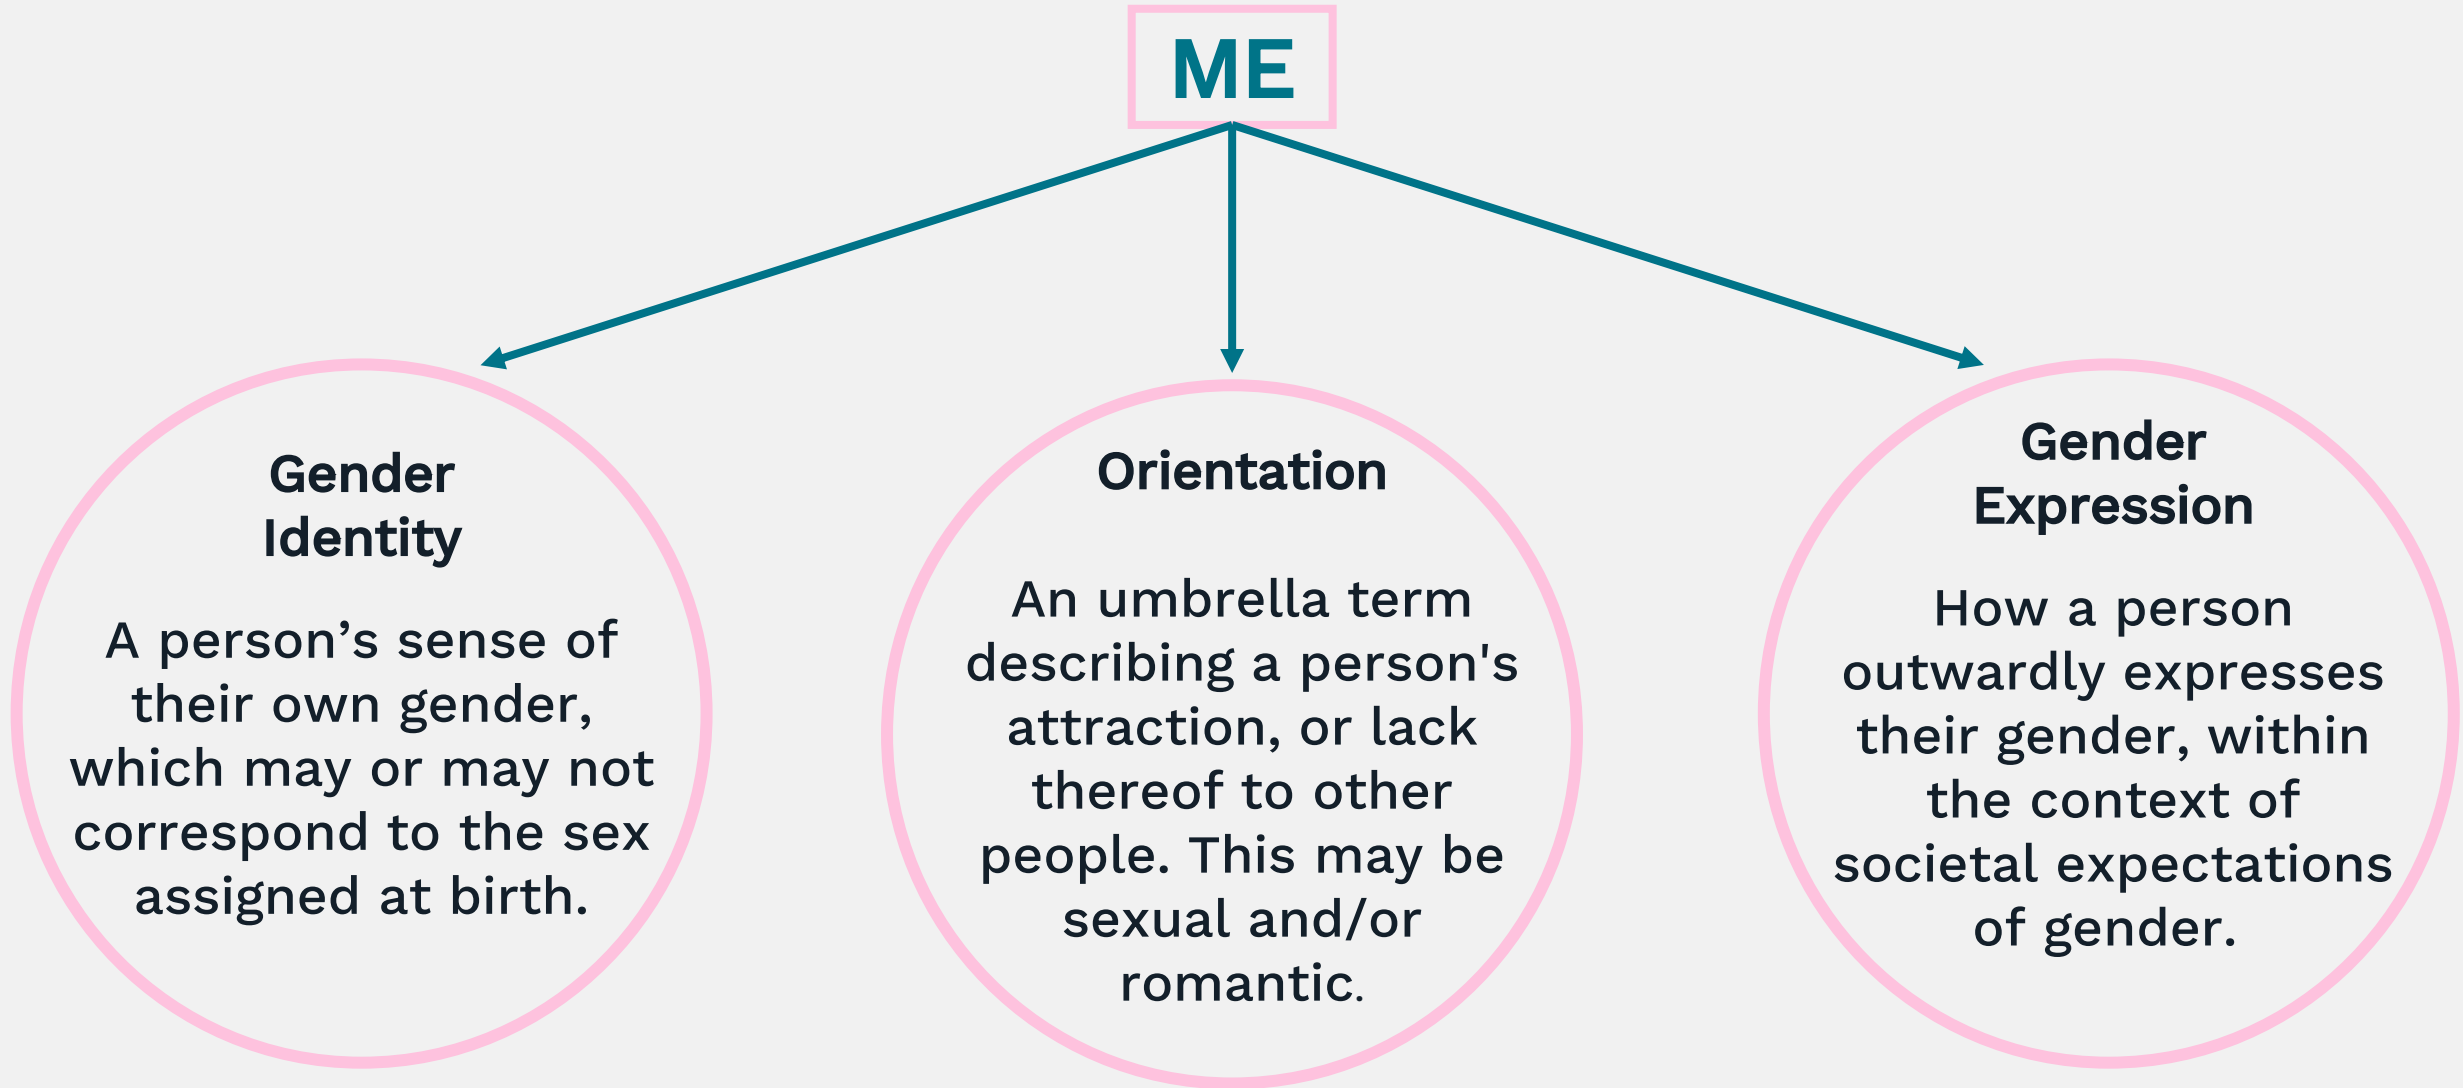 ME
Gender
Identity
A person’s sense of
their own gender,
which may or may not
correspond to the sex
assigned at birth.
Orientation
An umbrella term
describing a person's
attraction, or lack
thereof to other
people. This may be
sexual and/or
romantic.
Gender
Expression
How a person
outwardly expresses
their gender, within
the context of
societal expectations
of gender.